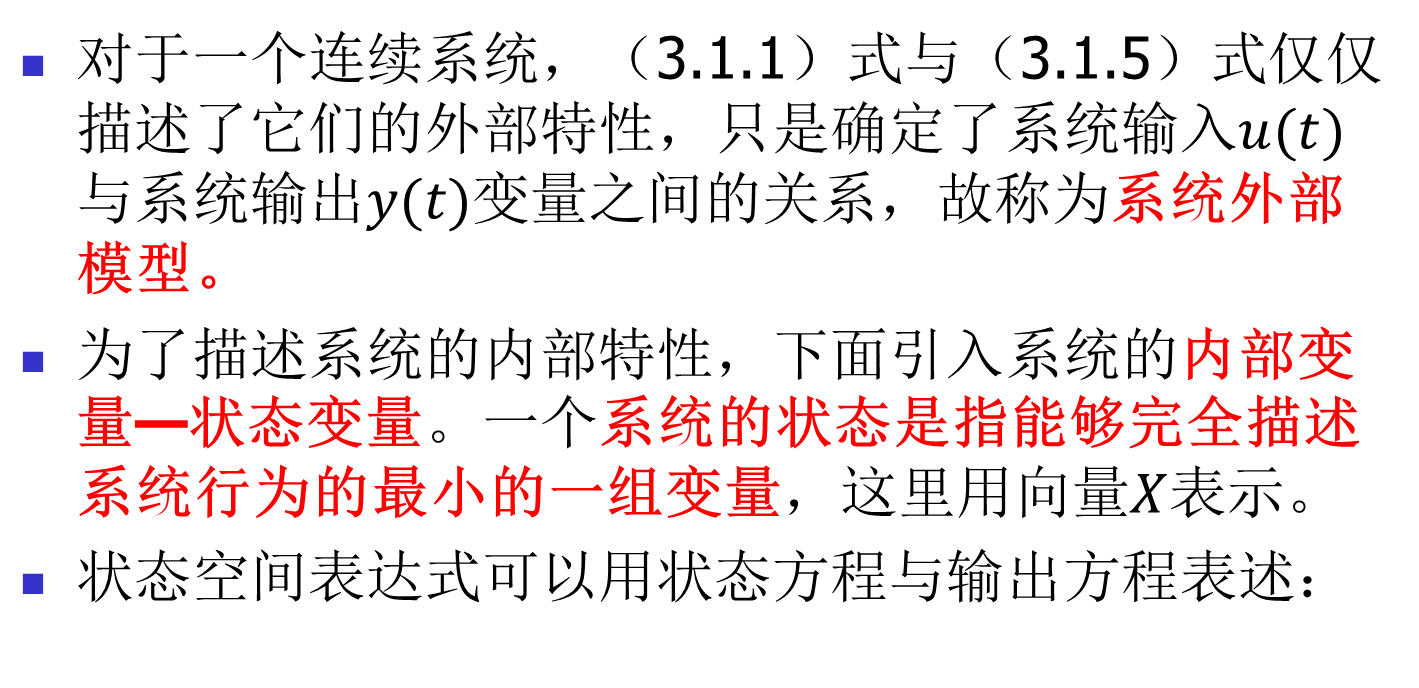 对于一个连续系统，（3.1.1）式与（3.1.5）式仅仅
描述了它们的外部特性，只是确定了系统输入u(t)
与系统输出y(t)变量之间的关系，故称为系统外部
模型。
为了描述系统的内部特性，下面引入系统的内部变
量—状态变量。一个系统的状态是指能够完全描述
系统行为的最小的一组变量，这里用向量X表示。
状态空间表达式可以用状态方程与输出方程表述：